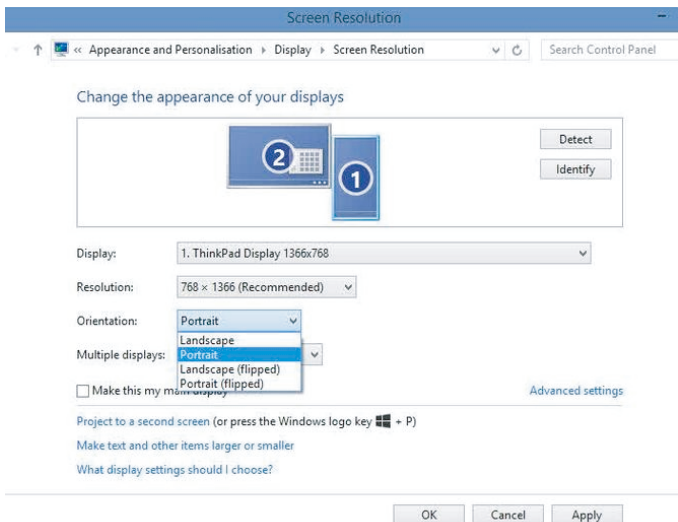 Screen Resolution
« Appearance and Personalisation Display Screen Resolution Search Control Panel
Change the appearance of your displays
2
1
Detect
Identify
Display: 1. ThinkPad Display 1366x768
Resolution: 768 × 1366 (Recommended)
Orientation: Portrait
Landscape
Portrait
Multiple displays:
Landscape (flipped)
Portrait (flipped)
Make this my main display
Advanced settings
Project to a second screen (or press the Windows logo key + P)
Make text and other items larger or smaller
What display settings should I choose?
OK Cancel Apply